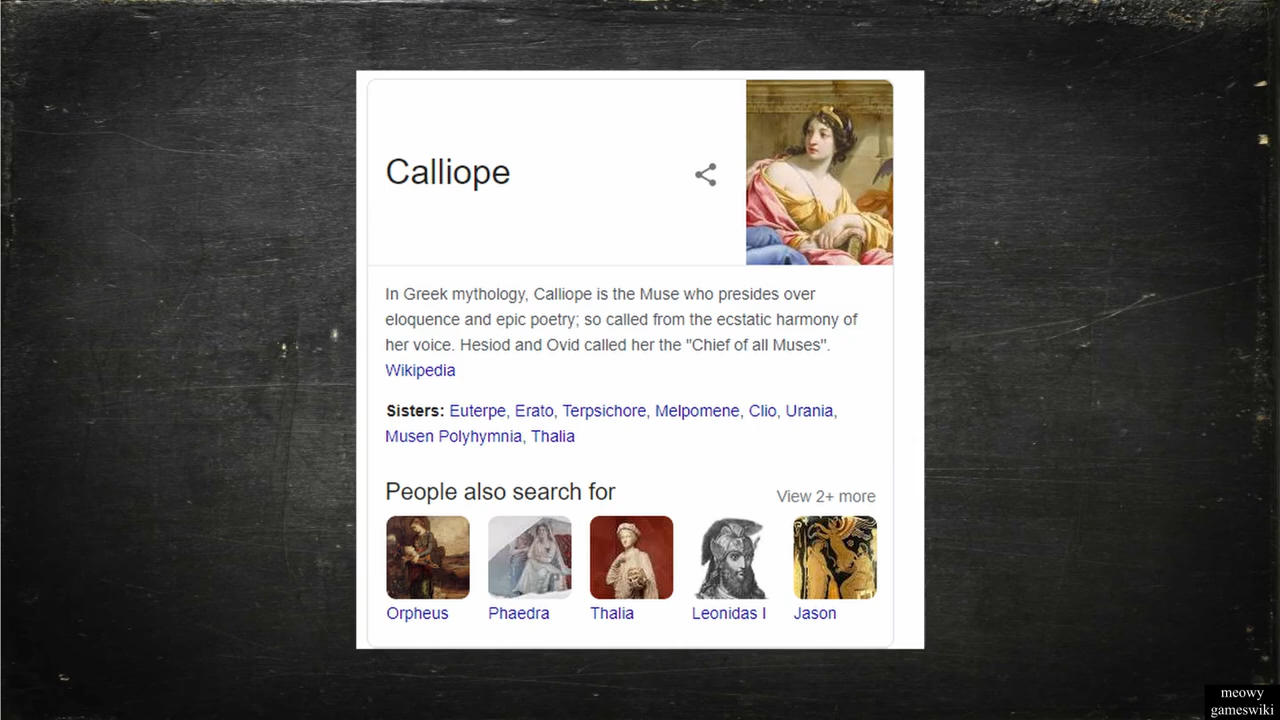 Calliope
In Greek mythology, Calliope is the Muse who presides over
eloquence and epic poetry; so called from the ecstatic harmony of
her voice. Hesiod and Ovid called her the "Chief of all Muses".
Wikipedia
Sisters: Euterpe, Erato, Terpsichore, Melpomene, Clio, Urania,
Musen Polyhymnia, Thalia
People also search for
View 2+ more
Orpheus
Phaedra
Thalia
Leonidas I
Jason
meowy
gameswiki